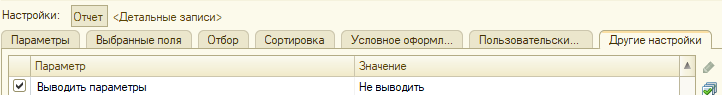 Настройки: Отчет <Детальные записи>
Параметры Выбранные поля Отбор Сортировка Условное оформл... Пользовательски... Другие настройки
Параметр Значение
Выводить параметры Не выводить